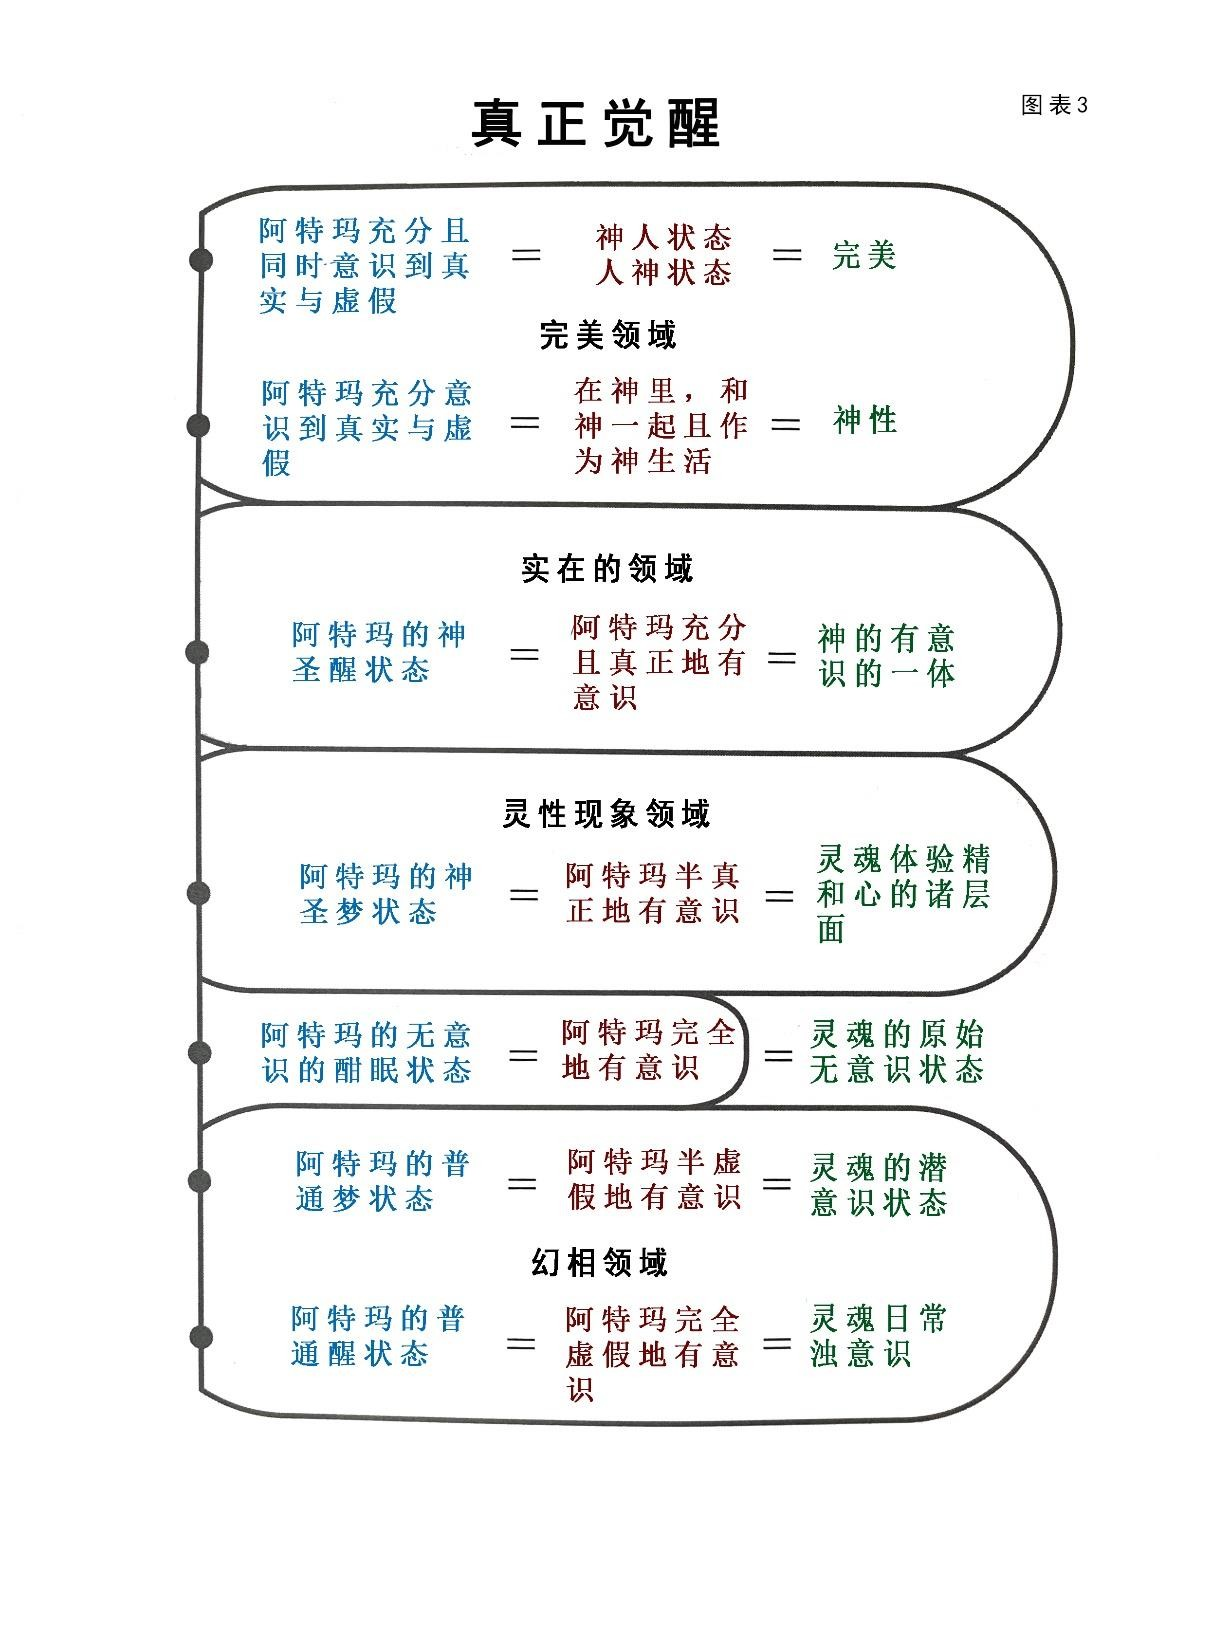 图表3
真正觉醒
阿特玛充分且
同时意识到真
实与虚假
=
神人状态
人神状态
=
完美
完美领域
阿特玛充分意
识到真实与虚
假
=
在神里，和
神一起且作
为神生活
=
神性
实在的领域
阿特玛的神
圣醒状态
=
阿特玛充分
且真正地有
意识
=
神的有意
识的一体
灵性现象领域
阿特玛的神
圣梦状态
=
阿特玛半真
正地有意识
=
灵魂体验精
和心的诸层
面
阿特玛的无意
识的酣眠状态
=
阿特玛完全
地有意识
=
灵魂的原始
无意识状态
阿特玛的普
通梦状态
=
阿特玛半虚
假地有意识
=
灵魂的潜
意识状态
幻相领域
阿特玛的普
通醒状态
=
阿特玛完全
虚假地有意
识
=
灵魂日常
浊意识